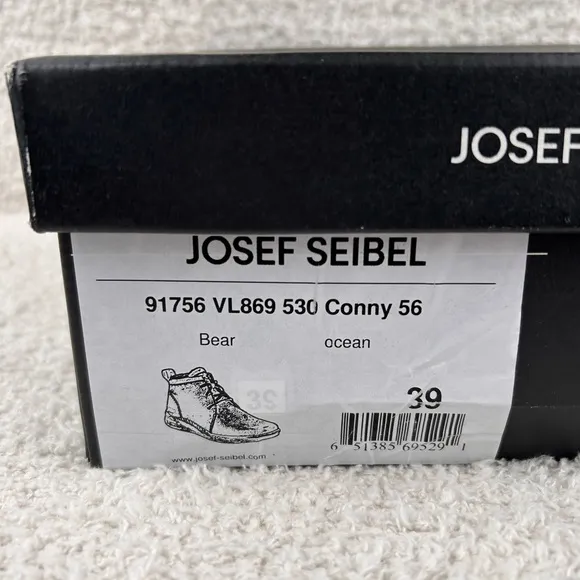 JOSEF
JOSEF SEIBEL
91756 VL869 530 Conny 56
Bear ocean
39
39
6 51385 69529 1
www.josef-seibel.com